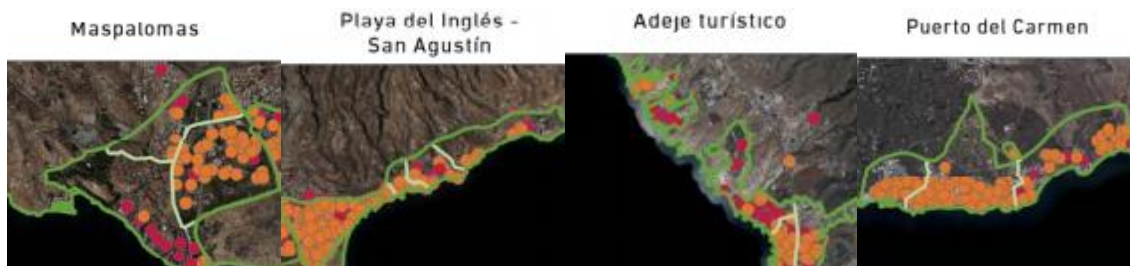 Maspalomas
Playa del Inglés -
San Agustín
Adeje turístico
Puerto del Carmen